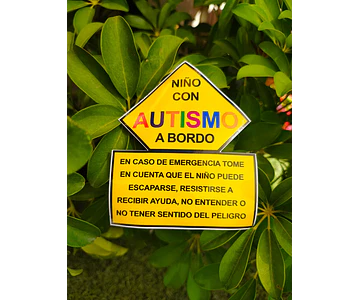 NIÑO
CON
AUTISMO
A BORDO
EN CASO DE EMERGENCIA TOME
EN CUENTA QUE EL NIÑO PUEDE
ESCAPARSE, RESISTIRSE A
RECIBIR AYUDA, NO ENTENDER O
NO TENER SENTIDO DEL PELIGRO